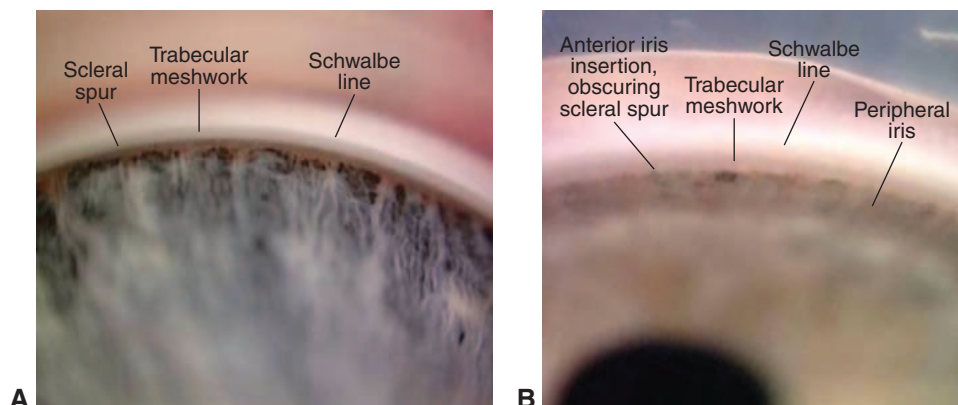 Scleral
spur
Trabecular
meshwork
Schwalbe
line
A
Anterior iris
insertion,
obscuring
scleral spur
Trabecular
meshwork
Schwalbe
line
Peripheral
iris
B